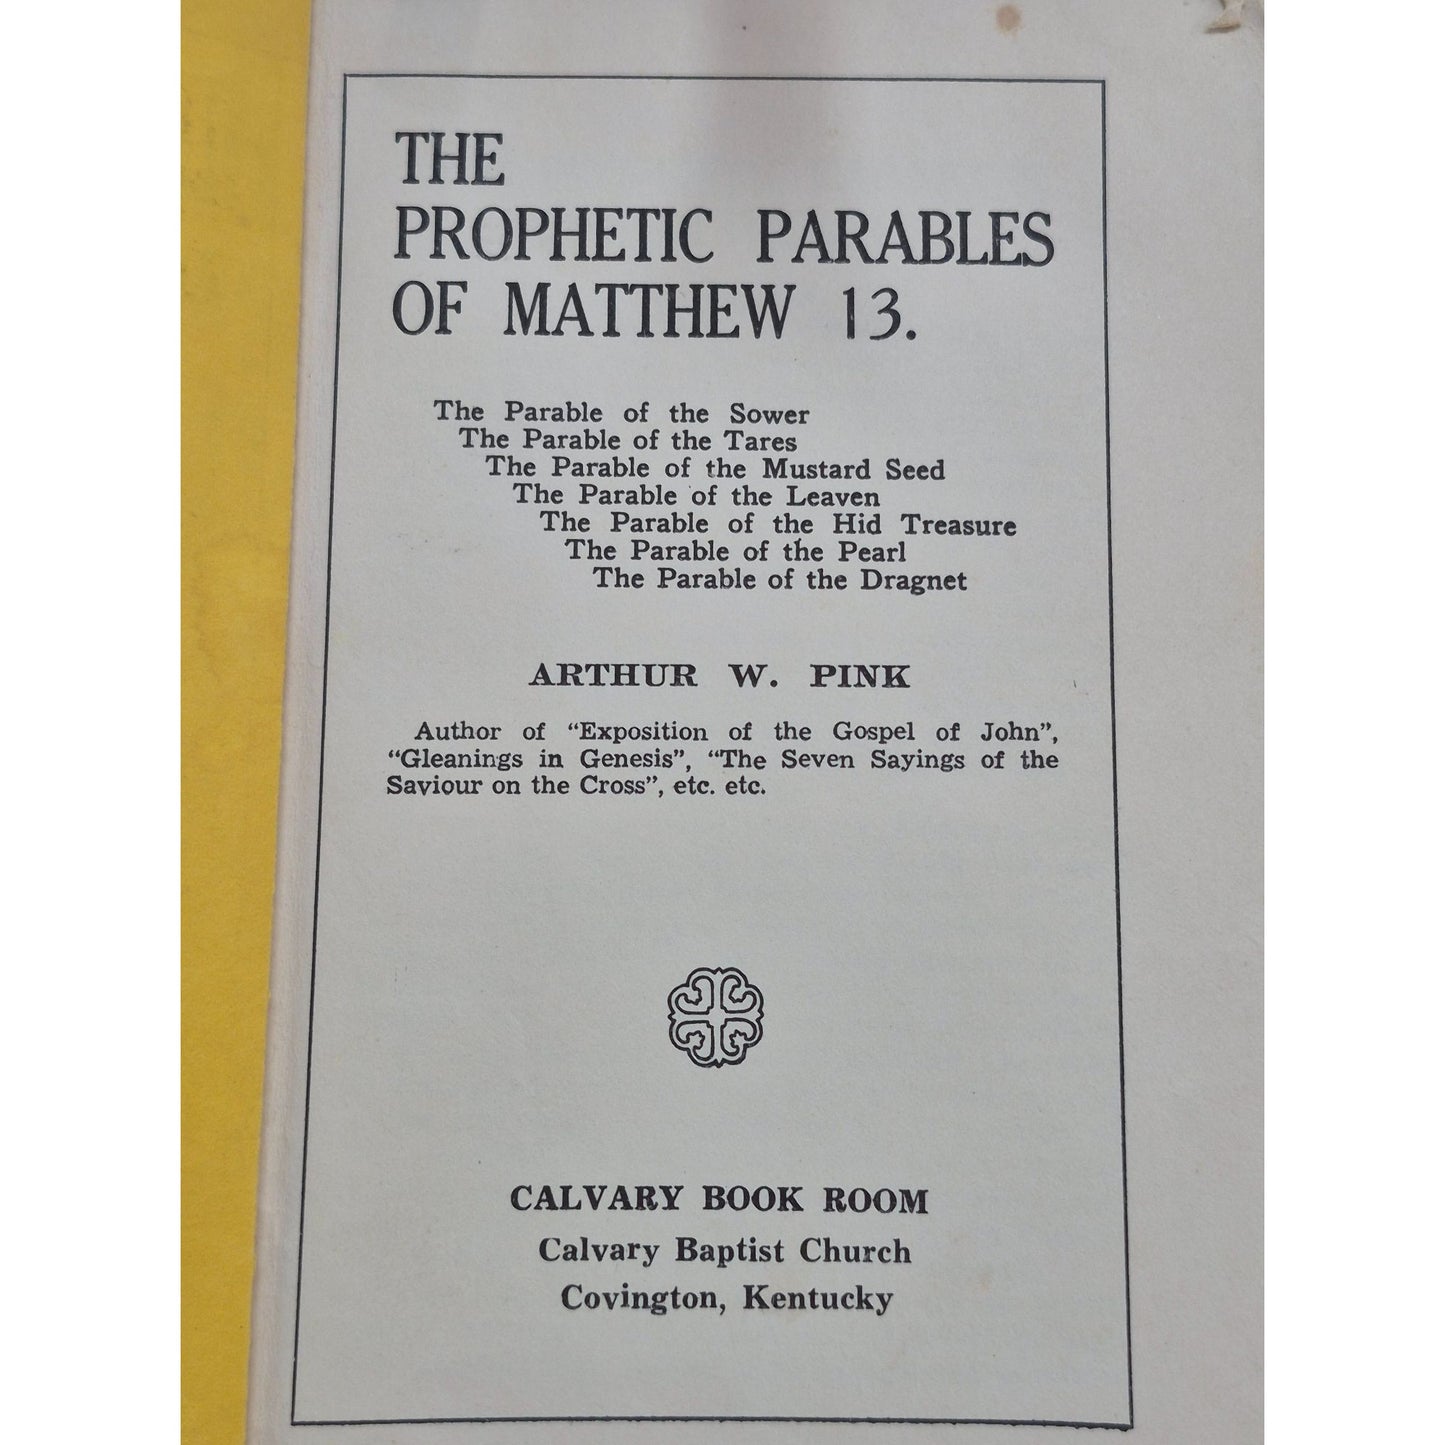 THE
PROPHETIC PARABLES
OF MATTHEW 13.
The Parable of the Sower
The Parable of the Tares
The Parable of the Mustard Seed
The Parable of the Leaven
The Parable of the Hid Treasure
The Parable of the Pearl
The Parable of the Dragnet
ARTHUR W. PINK
Author of “Exposition of the Gospel of John”,
“Gleanings in Genesis”, “The Seven Sayings of the
Saviour on the Cross”, etc. etc.
CALVARY BOOK ROOM
Calvary Baptist Church
Covington, Kentucky